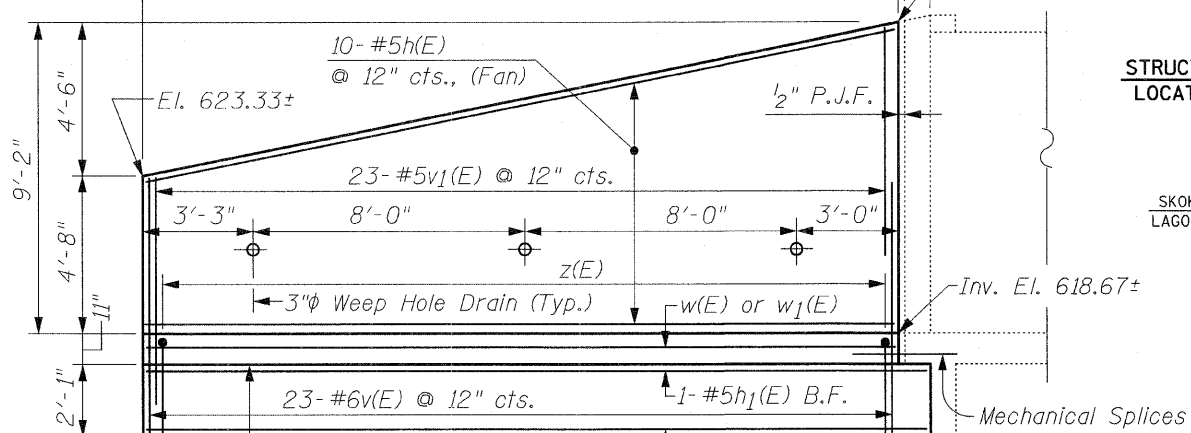 10- #5h(E)
@ 12" cts., (Fan)
STRUC
LOCAT
El. 623.33±
1/2" P.J.F.
4'-6"
9'-2"
23- #5v1(E) @ 12" cts.
3'-3"
8'-0"
8'-0"
3'-0"
SKOK
LAGO
4'-8"
z(E)
3"ϕ Weep Hole Drain (Typ.)
w(E) or w1(E)
Inv. El. 618.67±
11"
2'-1"
23- #6v(E) @ 12" cts.
1- #5h1(E) B.F.
Mechanical Splices